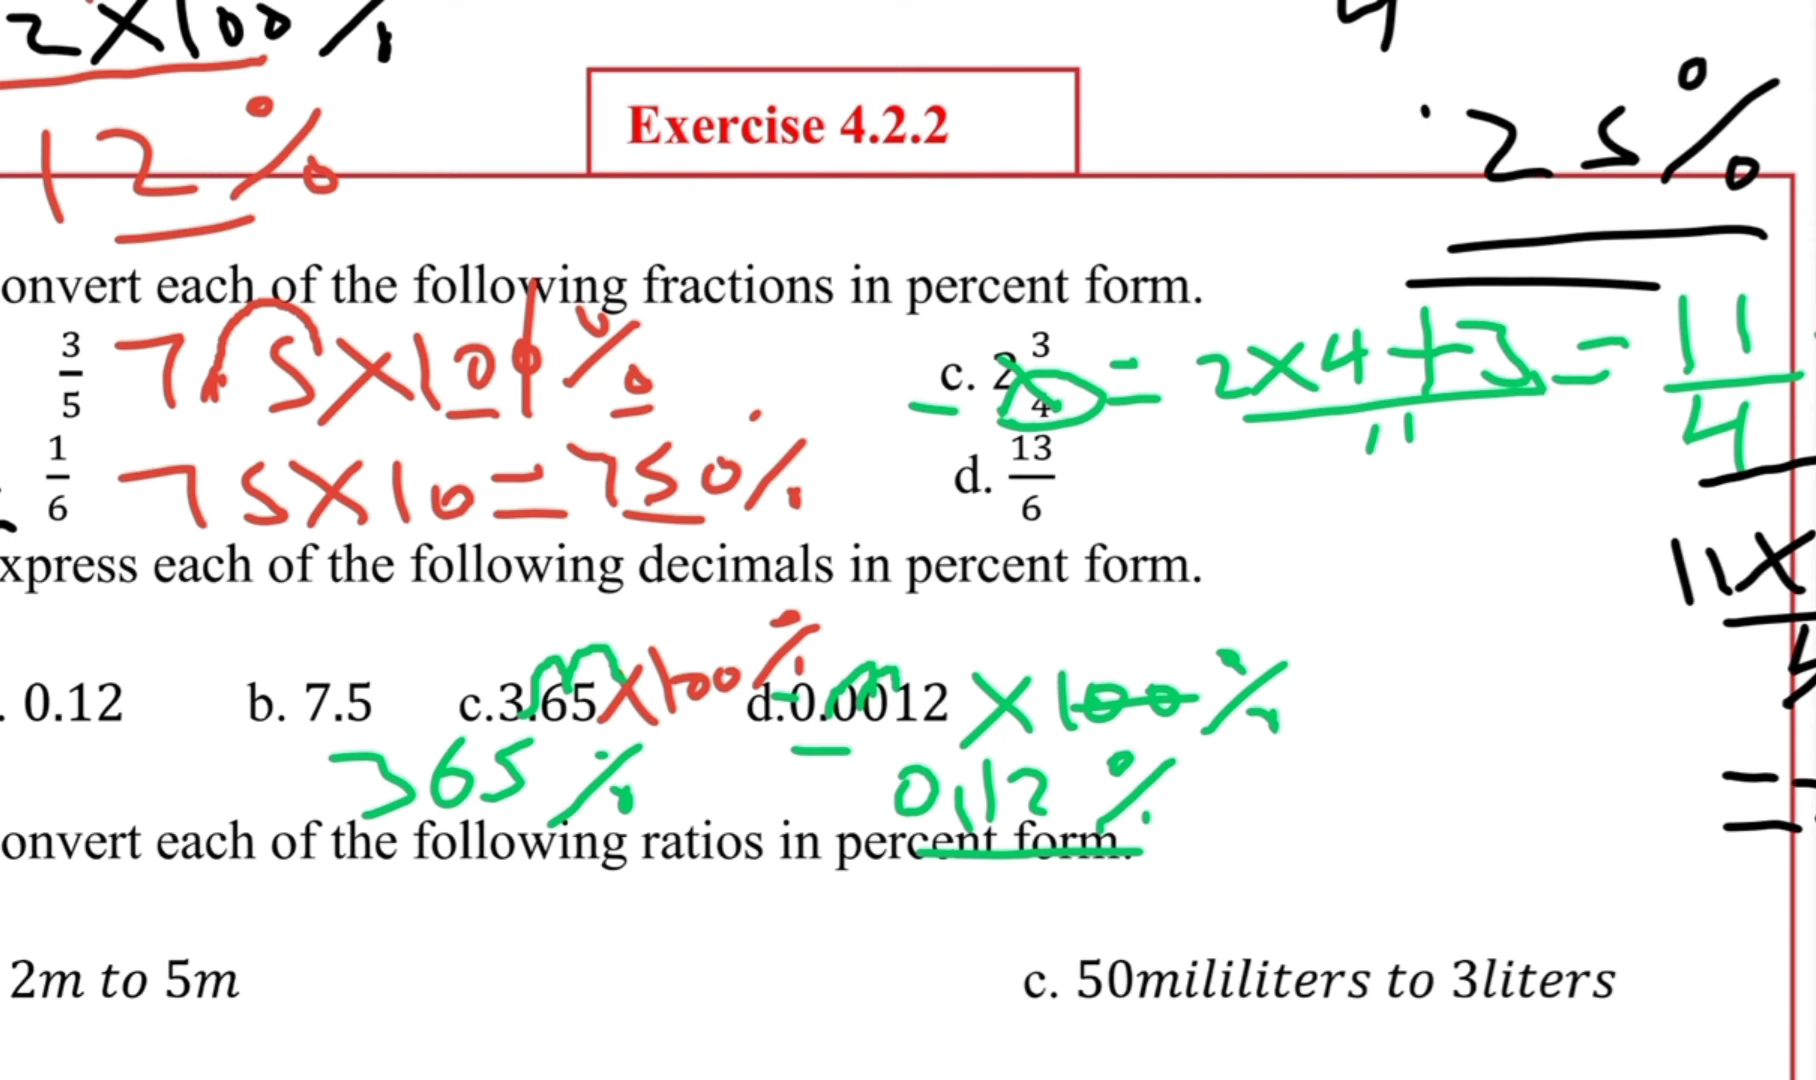 2×100%
4
12%
Exercise 4.2.2
25%
onvert each of the following fractions in percent form.
3/5 7.5×100%
c. 2 3/4 = 2×4+3/4 = 11/4
1/6 75×10=750%
d. 13/6
xpress each of the following decimals in percent form.
11×
. 0.12 b. 7.5 c.3.65×100% d.0.0012 ×100%
365% 0,12%
onvert each of the following ratios in percent form.
2m to 5m c. 50mililiters to 3liters